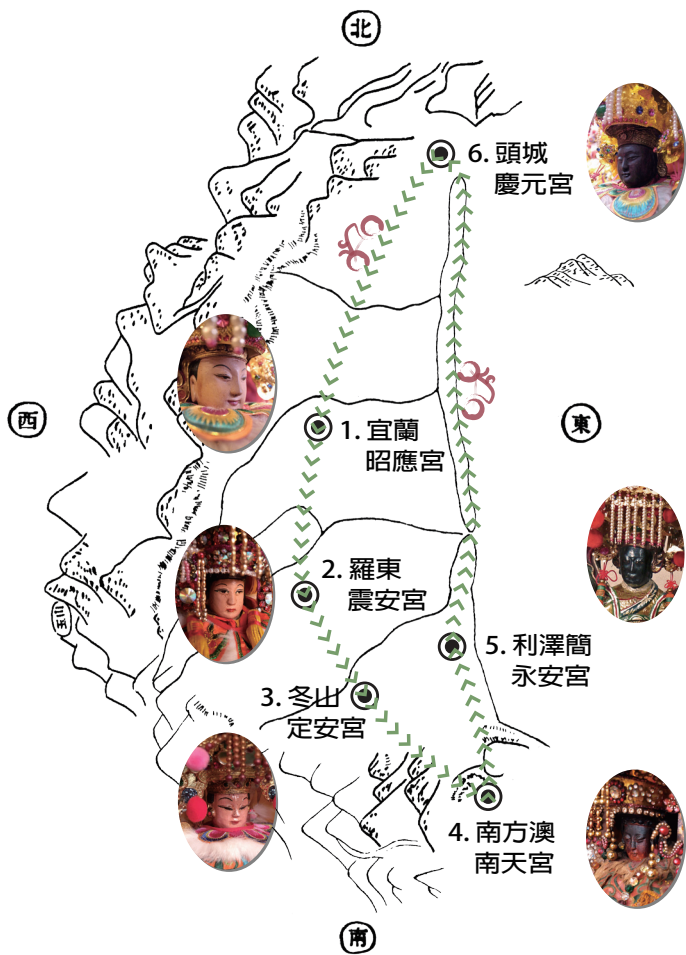 北
6. 頭城
慶元宮
西
東
1. 宜蘭
昭應宮
2. 羅東
震安宮
5. 利澤簡
永安宮
3. 冬山
定安宮
4. 南方澳
南天宮
南